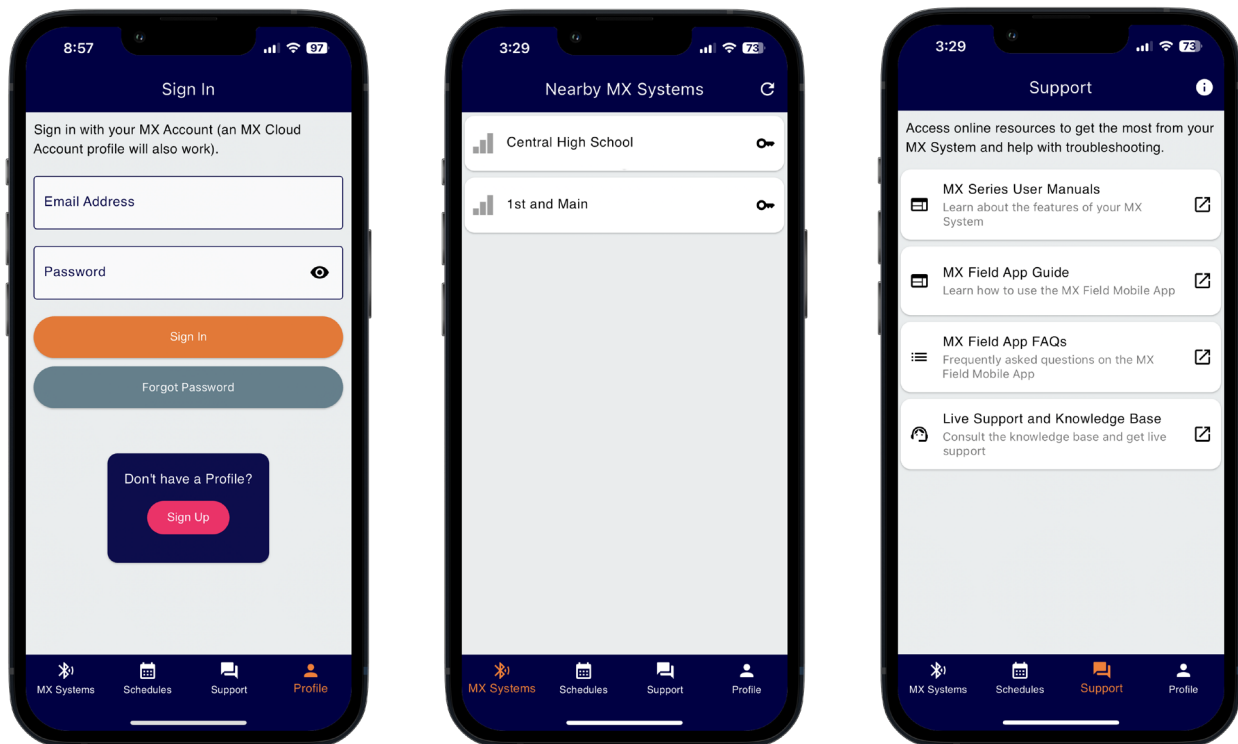 8:57
97
Sign In
Sign in with your MX Account (an MX Cloud
Account profile will also work).
Email Address
Password
Sign In
Forgot Password
Don't have a Profile?
Sign Up
MX Systems
Schedules
Support
Profile
3:29
73
Nearby MX Systems
Central High School
1st and Main
MX Systems
Schedules
Support
Profile
3:29
73
Support
Access online resources to get the most from your
MX System and help with troubleshooting.
MX Series User Manuals
Learn about the features of your MX
System
MX Field App Guide
Learn how to use the MX Field Mobile App
MX Field App FAQs
Frequently asked questions on the MX
Field Mobile App
Live Support and Knowledge Base
Consult the knowledge base and get live
support
MX Systems
Schedules
Support
Profile